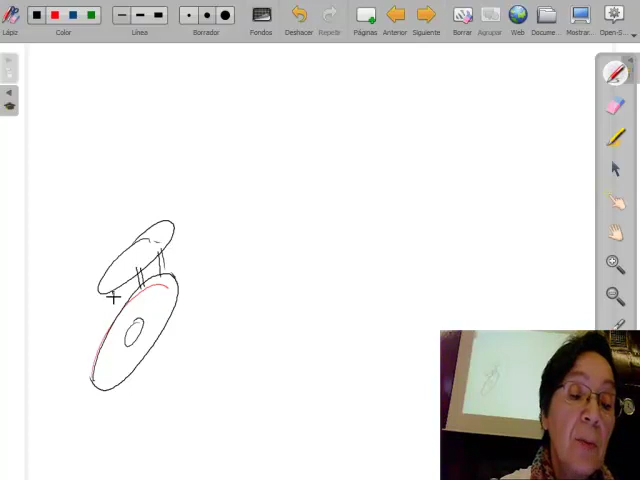 Lápiz Color Línea Borrador Fondos Deshacer Repetir Páginas Anterior Siguiente Borrar Agrupar Web Docume... Mostrar... Open-S...